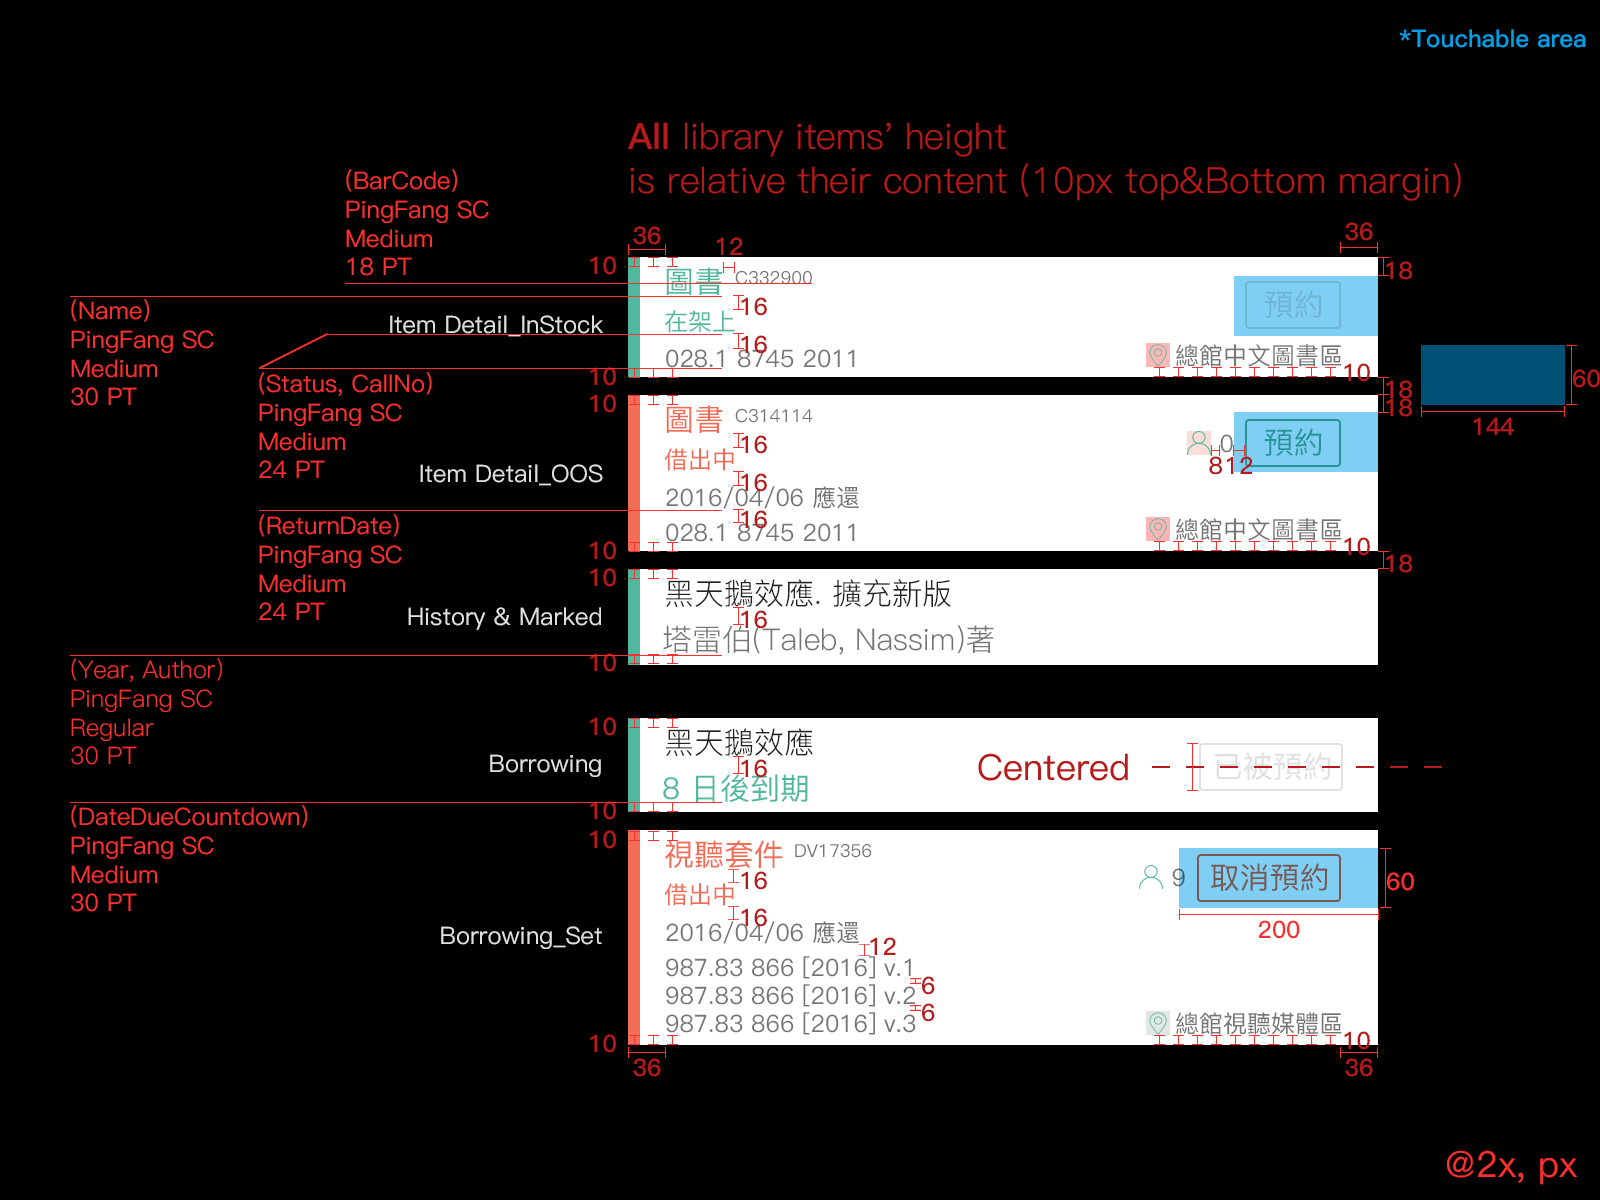 *Touchable area
All library items’ height
is relative their content (10px top&Bottom margin)
(BarCode)
PingFang SC
Medium
18 PT
36
12
36
10
圖書 C332900
18
預約
16
(Name)
PingFang SC
Medium
30 PT
Item Detail_InStock
在架上
16
028.1 8745 2011
總館中文圖書區
10
10
60
144
(Status, CallNo)
PingFang SC
Medium
24 PT
18
18
10
圖書 C314114
16
0
預約
812
借出中
Item Detail_OOS
16
2016/04/06 應還
16
028.1 8745 2011
總館中文圖書區
10
10
18
(ReturnDate)
PingFang SC
Medium
24 PT
10
黑天鵝效應. 擴充新版
History & Marked
16
塔雷伯(Taleb, Nassim)著
10
(Year, Author)
PingFang SC
Regular
30 PT
10
黑天鵝效應
Borrowing
16
Centered
已被預約
8 日後到期
10
(DateDueCountdown)
PingFang SC
Medium
30 PT
10
視聽套件 DV17356
16
9
取消預約
60
借出中
16
200
Borrowing_Set
2016/04/06 應還
12
987.83 866 [2016] v.1
6
987.83 866 [2016] v.2
6
987.83 866 [2016] v.3
總館視聽媒體區
10
10
36
36
@2x, px